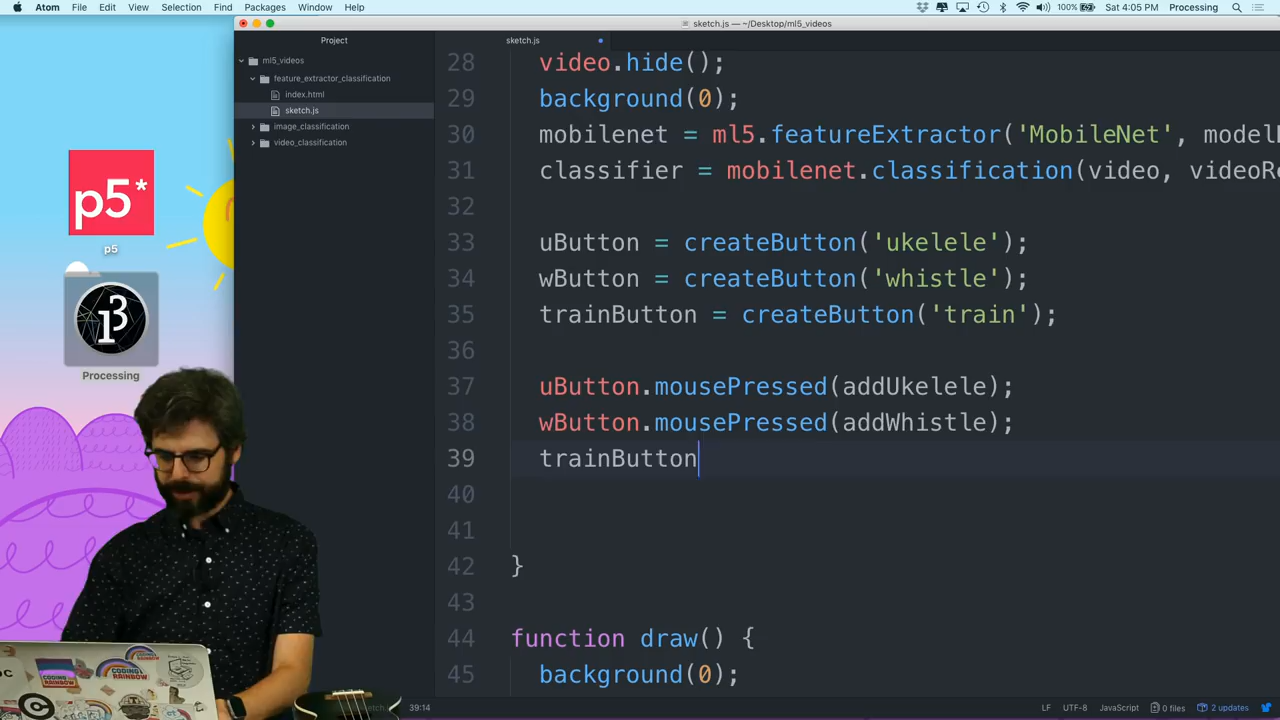 Atom File Edit View Selection Find Packages Window Help 100% Sat 4:05 PM Processing
sketch.js — ~/Desktop/ml5_videos
Project
sketch.js
ml5_videos
feature_extractor_classification
index.html
sketch.js
image_classification
video_classification
p5*
p5
Processing
28 video.hide();
29 background(0);
30 mobilenet = ml5.featureExtractor('MobileNet', model
31 classifier = mobilenet.classification(video, videoRe
32
33 uButton = createButton('ukelele');
34 wButton = createButton('whistle');
35 trainButton = createButton('train');
36
37 uButton.mousePressed(addUkelele);
38 wButton.mousePressed(addWhistle);
39 trainButton
40
41
42 }
43
44 function draw() {
45 background(0);
39:14 LF UTF-8 JavaScript 0 files 2 updates